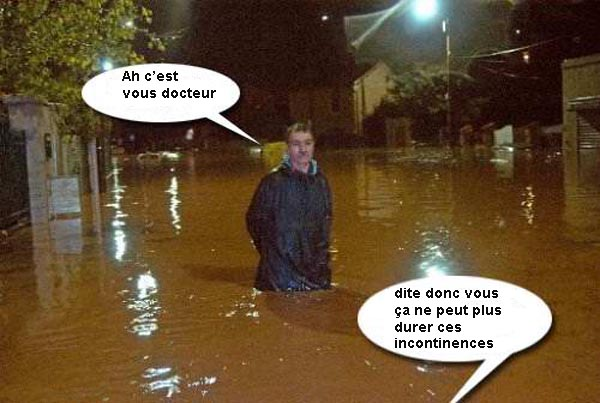 Ah c'est
vous docteur
dite donc vous
ça ne peut plus
durer ces
incontinences